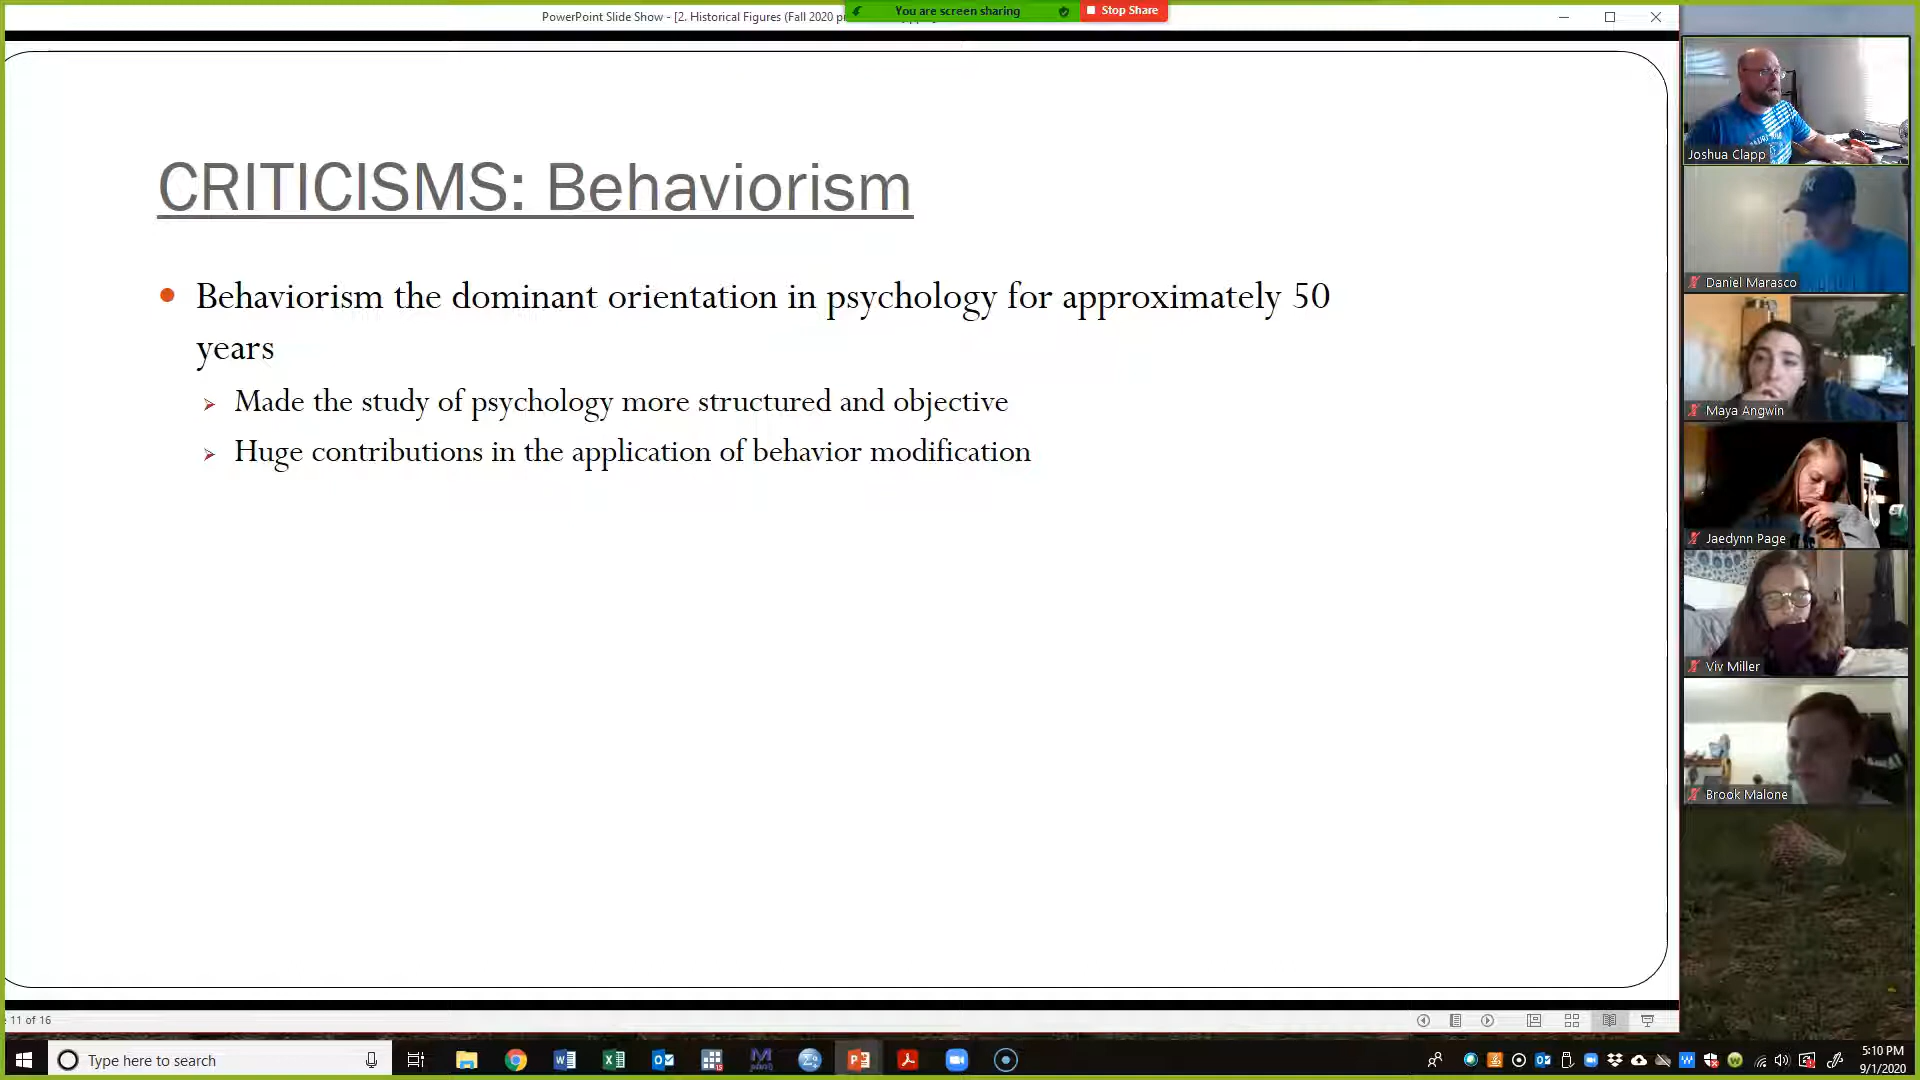 PowerPoint Slide Show - [2. Historical Figures (Fall 2020
You are screen sharing
Stop Share
CRITICISMS: Behaviorism
Behaviorism the dominant orientation in psychology for approximately 50
years
Made the study of psychology more structured and objective
Huge contributions in the application of behavior modification
Joshua Clapp
Daniel Marasco
Maya Angwin
Jaedynn Page
Viv Miller
Brook Malone
11 of 16
Type here to search
5:10 PM
9/1/2020